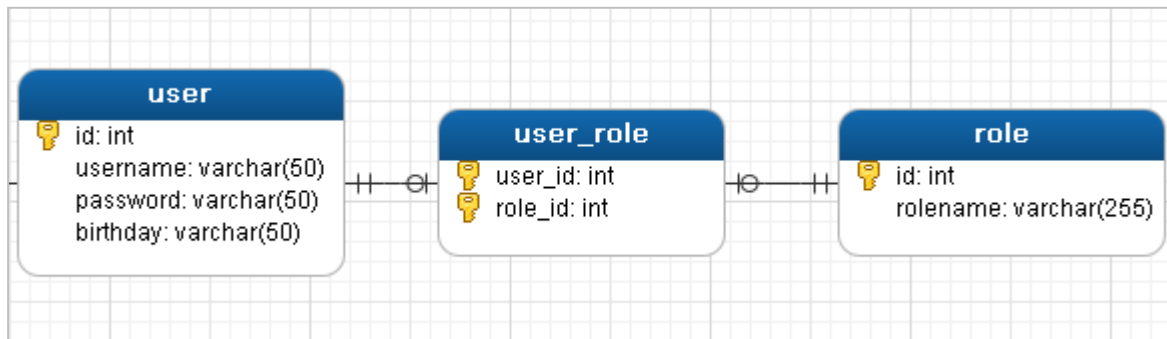 user
id: int
username: varchar(50)
password: varchar(50)
birthday: varchar(50)
user_role
user_id: int
role_id: int
role
id: int
rolename: varchar(255)